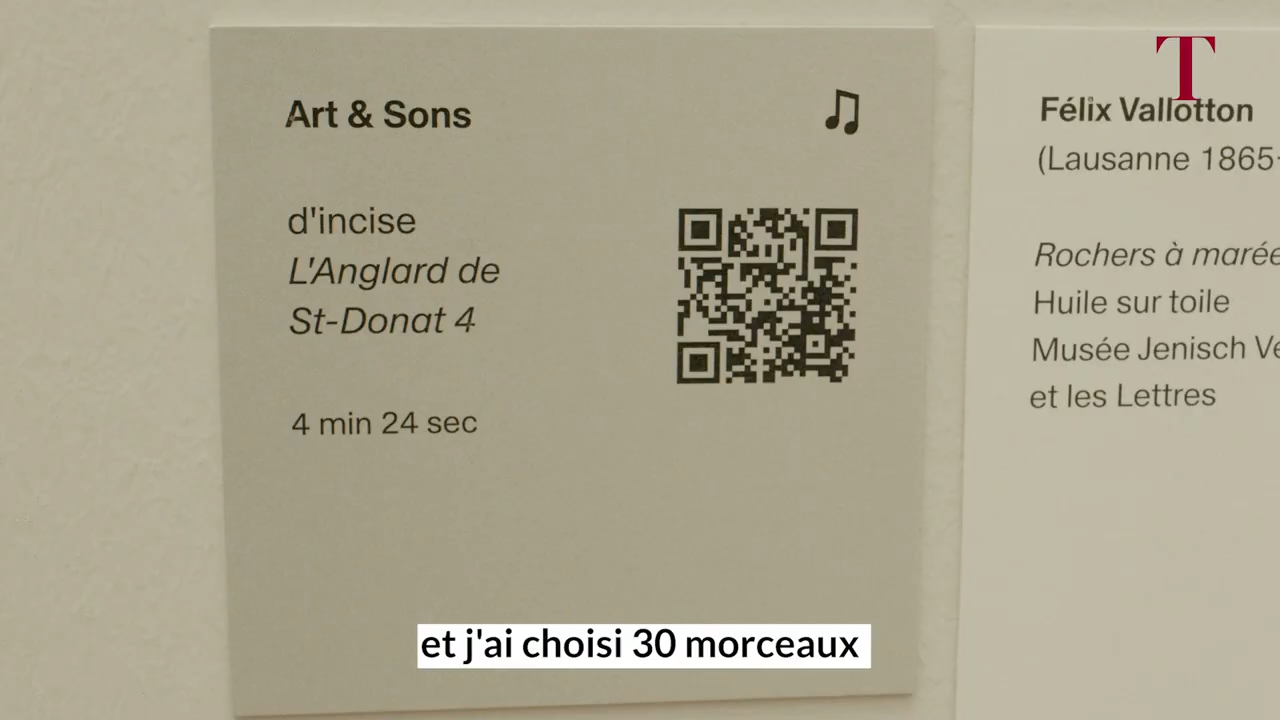 Art & Sons
d'incise
L'Anglard de
St-Donat 4
4 min 24 sec
T
Félix Vallotton
(Lausanne 1865-
Rochers à marée
Huile sur toile
Musée Jenisch
et les Lettres
et j'ai choisi 30 morceaux